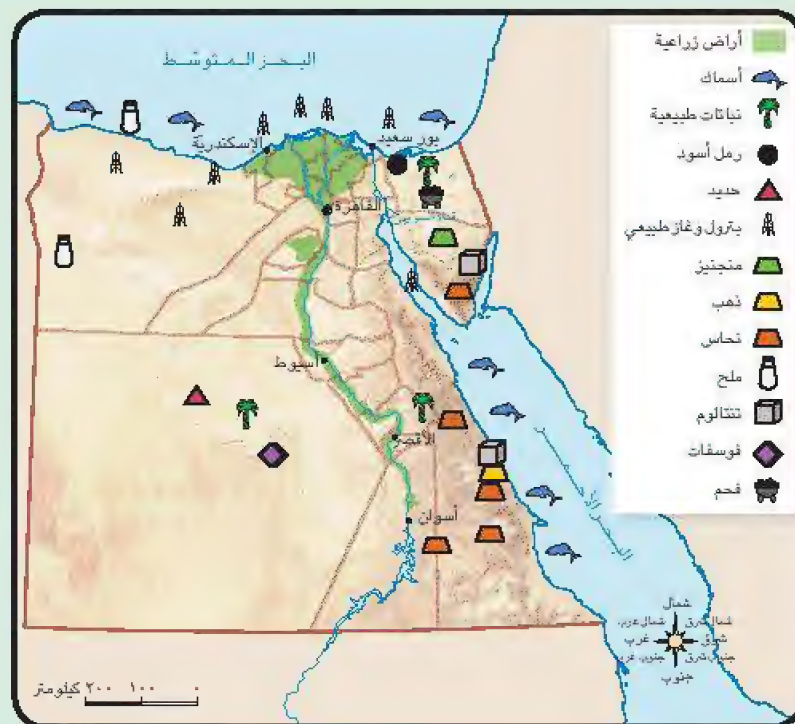 أراضٍ زراعية
أسماك
نباتات طبيعية
رمل أسود
حديد
بترول وغاز طبيعي
منجنيز
ذهب
نحاس
ملح
تنتالوم
فوسفات
فحم
البحر المتوسط
الإسكندرية
بور سعيد
القاهرة
أسيوط
الأقصر
أسوان
البحر الأحمر
شمال
شمال غرب
شمال شرق
غرب
شرق
جنوب غرب
جنوب شرق
جنوب
٠ ١٠٠ ٢٠٠ كيلومتر